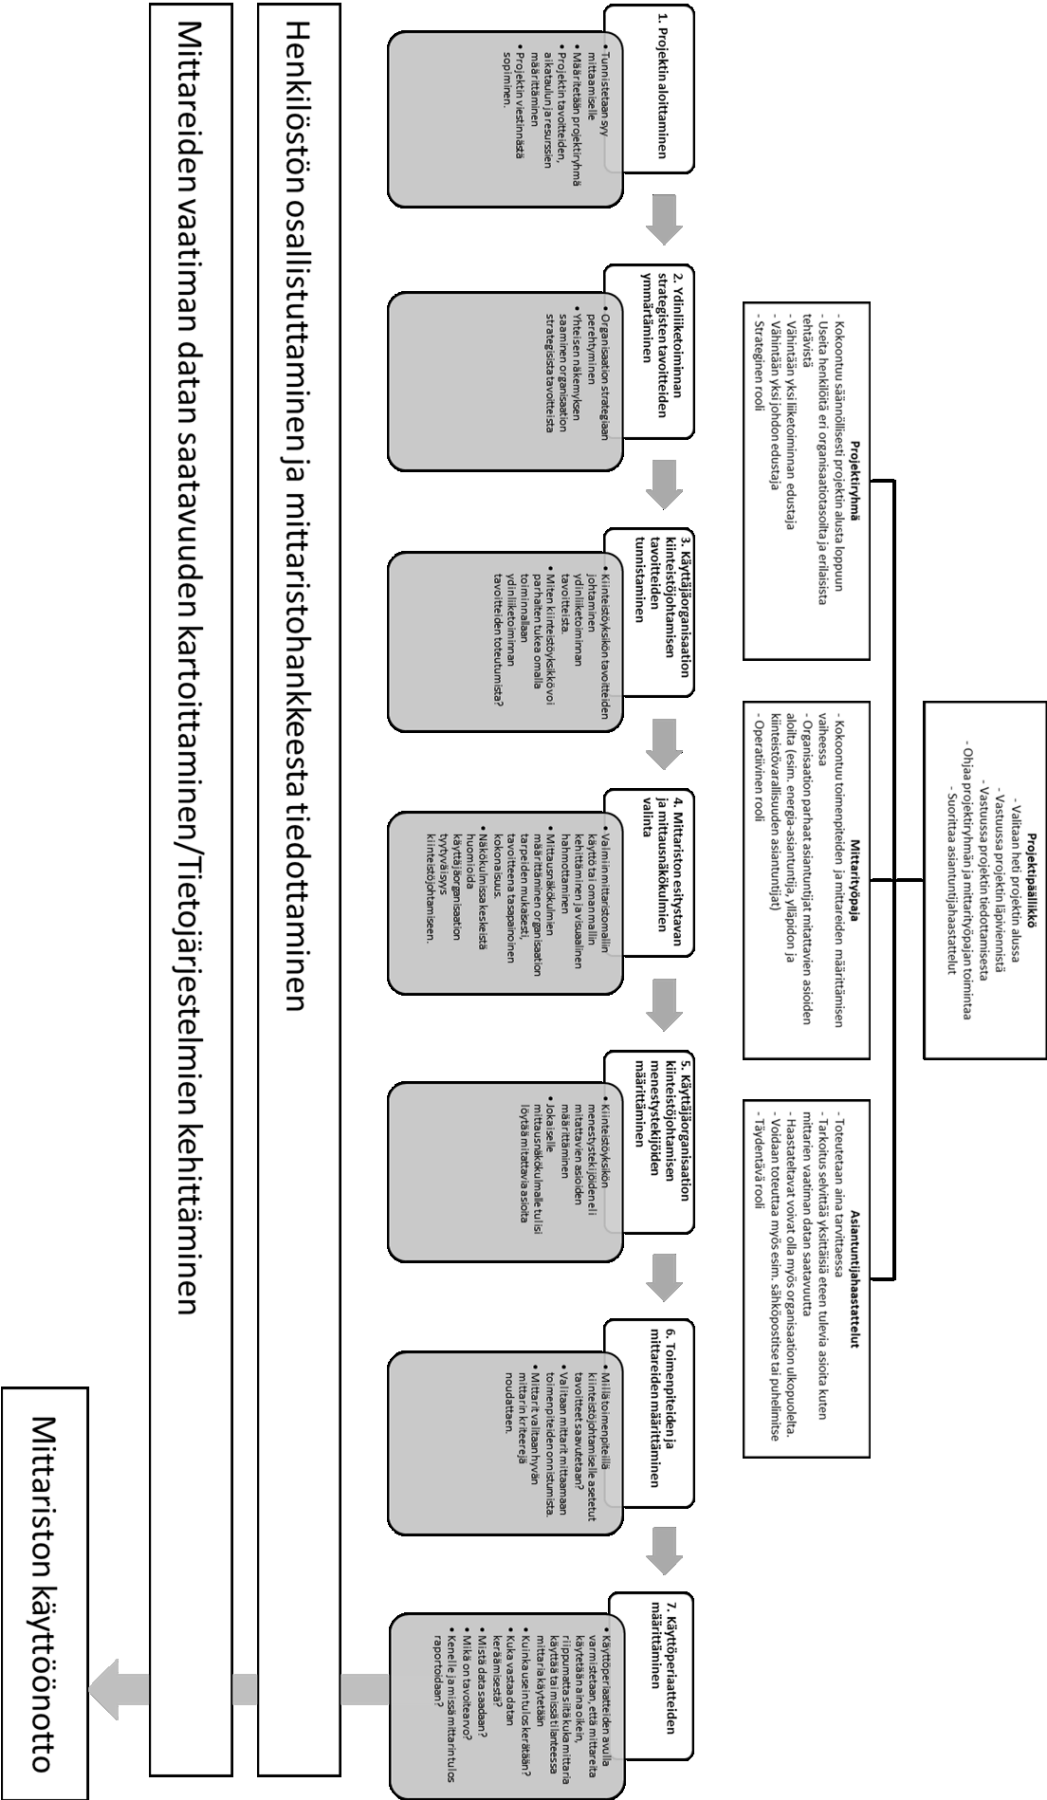 Projektipäällikkö
- Valitaan heti projektin alussa
- Vastuussa projektin läpiviennistä
- Vastuussa projektin tiedottamisesta
- Ohjaa projektiryhmän ja mittarityöpajan toimintaa
- Suorittaa asiantuntijahaastattelut
Projektiryhmä
- Kokoontuu säännöllisesti projektin alusta loppuun
- Useita henkilöitä eri organisaatiotasoilta ja erilaisista
tehtävistä
- Vähintään yksi liiketoiminnan edustaja
- Vähintään yksi johdon edustaja
- Strateginen rooli
Mittarityöpaja
- Kokoontuu toimenpiteiden ja mittareiden määrittämisen
vaiheessa
- Organisaation parhaat asiantuntijat mitattavien asioiden
aloilta (esim. energia-asiantuntija, ylläpidon ja
kiinteistövarallisuuden asiantuntijat)
- Operatiivinen rooli
Asiantuntijahaastattelut
- Toteutetaan aina tarvittaessa
- Tarkoitus selvittää yksittäisiä eteen tulevia asioita kuten
mittarien vaatiman datan saatavuutta
- Haastateltavat voivat olla myös organisaation ulkopuolelta.
- Voidaan toteuttaa myös esim. sähköpostitse tai puhelimitse
- Täydentävä rooli
1. Projektin aloittaminen
• Tunnistetaan syy
mittaamiselle
• Määritetään projektiryhmä
• Projektin tavoitteiden,
aikataulun ja resurssien
määrittäminen
• Projektin viestinnästä
sopiminen.
2. Ydinliiketoiminnan
strategisten tavoitteiden
ymmärtäminen
• Organisaation strategiaan
perehtyminen
• Yhteisen näkemyksen
saaminen organisaation
strategisista tavoitteista
3. Käyttäjäorganisaation
kiinteistöjohtamisen
tavoitteiden
tunnistaminen
• Kiinteistöyksikön tavoitteiden
johtaminen
ydinliiketoiminnan
tavoitteista.
• Miten kiinteistöyksikkö voi
parhaiten tukea omalla
toiminnallaan
ydinliiketoiminnan
tavoitteiden toteutumista?
4. Mittariston esitystavan
ja mittausnäkökulmien
valinta
• Valmiin mittaristomallin
käyttö tai oman mallin
kehittäminen ja visuaalinen
hahmottaminen
• Mittausnäkökulmien
määrittäminen organisaation
tarpeiden mukaisesti,
tavoitteena tasapainoinen
kokonaisuus.
• Näkökulmissa keskeistä
huomioida
käyttäjäorganisaation
tyytyväisyys
kiinteistöjohtamiseen.
5. Käyttäjäorganisaation
kiinteistöjohtamisen
menestystekijöiden
määrittäminen
• Kiinteistöyksikön
menestystekijöiden eli
mitattavien asioiden
määrittäminen
• Jokaiselle
mittausnäkökulmalle tulisi
löytää mitattavia asioita
6. Toimenpiteiden ja
mittareiden määrittäminen
• Millä toimenpiteillä
kiinteistöjohtamiselle asetetut
tavoitteet saavutetaan?
• Valitaan mittarit mittaamaan
toimenpiteiden onnistumista.
• Mittarit valitaan hyvän
mittarin kriteerejä
noudattaen.
7. Käyttöperiaatteiden
määrittäminen
• Käyttöperiaatteiden avulla
varmistetaan, että mittareita
käytetään aina oikein,
riippumatta siitä kuka mittaria
käyttää tai missä tilanteessa
mittaria käytetään
• Kuinka usein tulos kerätään?
• Kuka vastaa datan
keräämisestä?
• Mistä data saadaan?
• Mikä on tavoitearvo?
• Kenelle ja missä mittarin tulos
raportoidaan?
Henkilöstön osallistuttaminen ja mittaristohankkeesta tiedottaminen
Mittareiden vaatiman datan saatavuuden kartoittaminen/Tietojärjestelmien kehittäminen
Mittariston käyttöönotto